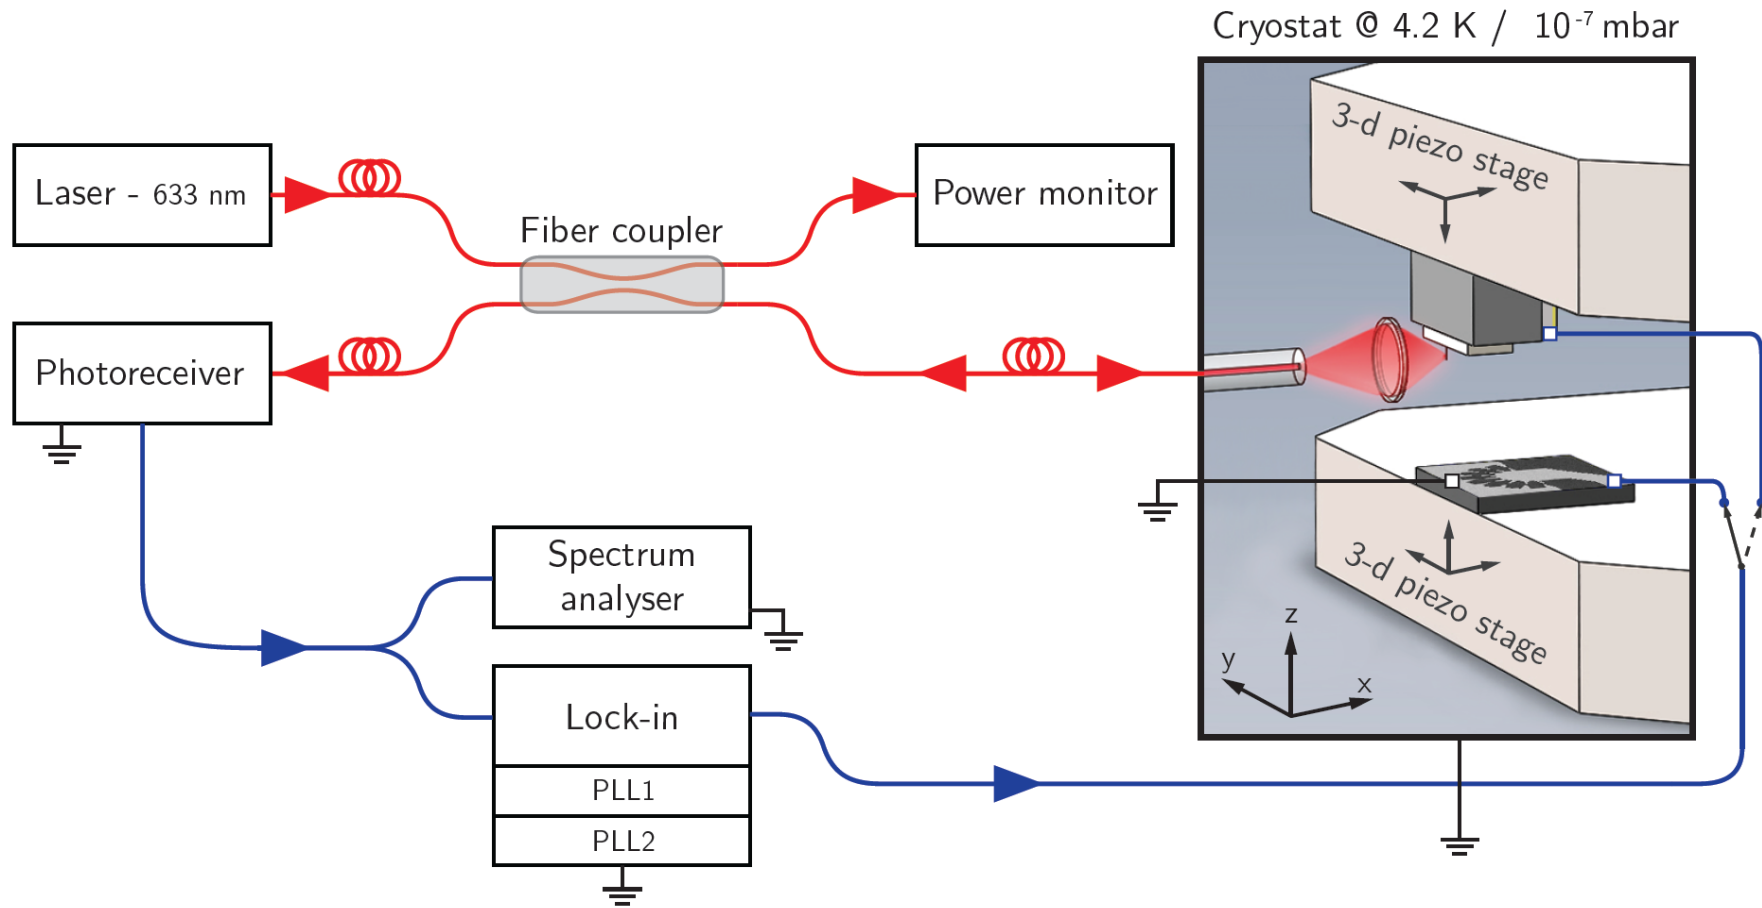 Cryostat @ 4.2 K / 10⁻⁷ mbar
3-d piezo stage
Laser - 633 nm
Power monitor
Fiber coupler
Photoreceiver
Spectrum
analyser
3-d piezo stage
z
y
x
Lock-in
PLL1
PLL2